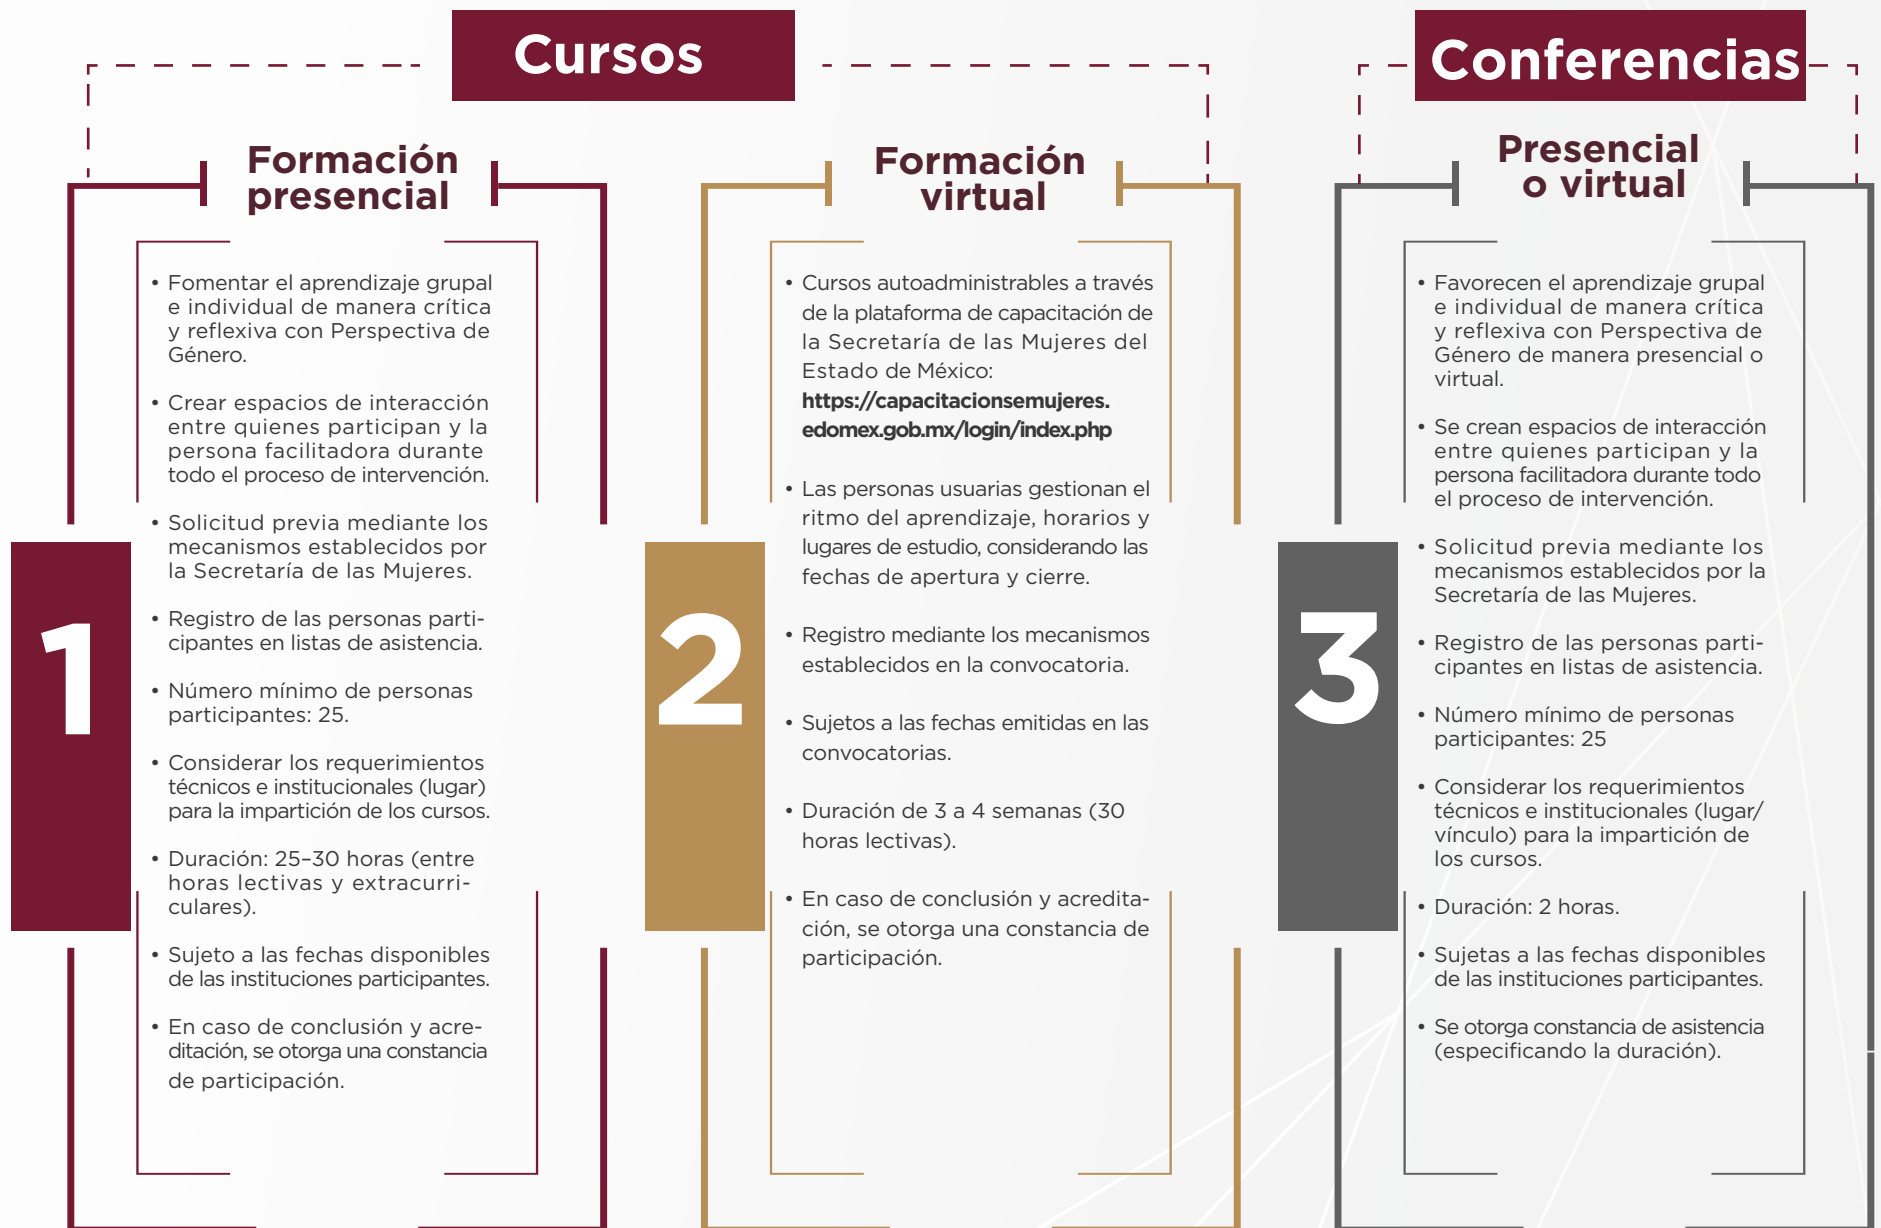 Cursos
Formación
presencial
1
• Fomentar el aprendizaje grupal
e individual de manera crítica
y reflexiva con Perspectiva de
Género.
• Crear espacios de interacción
entre quienes participan y la
persona facilitadora durante
todo el proceso de intervención.
• Solicitud previa mediante los
mecanismos establecidos por
la Secretaría de las Mujeres.
• Registro de las personas parti-
cipantes en listas de asistencia.
• Número mínimo de personas
participantes: 25.
• Considerar los requerimientos
técnicos e institucionales (lugar)
para la impartición de los cursos.
• Duración: 25–30 horas (entre
horas lectivas y extracurri-
culares).
• Sujeto a las fechas disponibles
de las instituciones participantes.
• En caso de conclusión y acre-
ditación, se otorga una constancia
de participación.
Formación
virtual
2
• Cursos autoadministrables a través
de la plataforma de capacitación de
la Secretaría de las Mujeres del
Estado de México:
https://capacitacionsemujeres.
edomex.gob.mx/login/index.php
• Las personas usuarias gestionan el
ritmo del aprendizaje, horarios y
lugares de estudio, considerando las
fechas de apertura y cierre.
• Registro mediante los mecanismos
establecidos en la convocatoria.
• Sujetos a las fechas emitidas en las
convocatorias.
• Duración de 3 a 4 semanas (30
horas lectivas).
• En caso de conclusión y acredita-
ción, se otorga una constancia de
participación.
Conferencias
Presencial
o virtual
3
• Favorecen el aprendizaje grupal
e individual de manera crítica
y reflexiva con Perspectiva de
Género de manera presencial o
virtual.
• Se crean espacios de interacción
entre quienes participan y la
persona facilitadora durante todo
el proceso de intervención.
• Solicitud previa mediante los
mecanismos establecidos por la
Secretaría de las Mujeres.
• Registro de las personas parti-
cipantes en listas de asistencia.
• Número mínimo de personas
participantes: 25
• Considerar los requerimientos
técnicos e institucionales (lugar/
vínculo) para la impartición de
los cursos.
• Duración: 2 horas.
• Sujetas a las fechas disponibles
de las instituciones participantes.
• Se otorga constancia de asistencia
(especificando la duración).